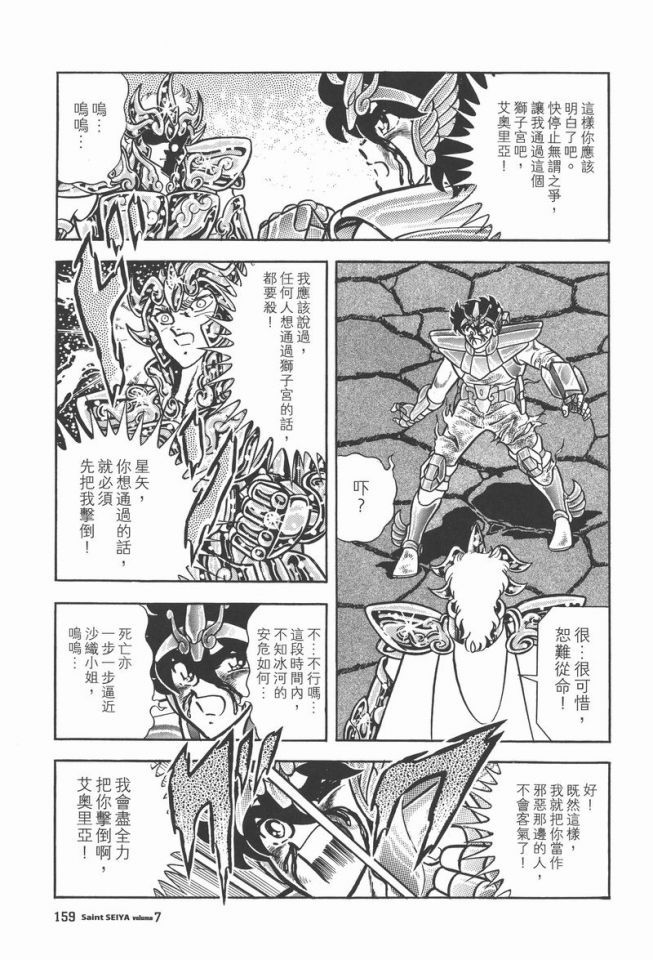 這樣你應該
明白了吧。
快停止無謂之爭，
讓我通過這個
獅子宮吧，
艾奧里亞！
嗚…
嗚嗚…
吓？
很…很可惜，
恕難從命！
我應該說過，
任何人想通過獅子宮的話，
都要殺！
星矢，
你想通過的話，
就必須
先把我擊倒！
不…不行嗎…
這段時間內，
不知冰河的
安危如何…
死亡亦
一步一步逼近
沙織小姐，
嗚嗚…
好！
既然這樣，
我就把你當作
邪惡那邊的人，
不會客氣了！
我會盡全力
把你擊倒啊，
艾奧里亞！
159 Saint SEIYA volume 7